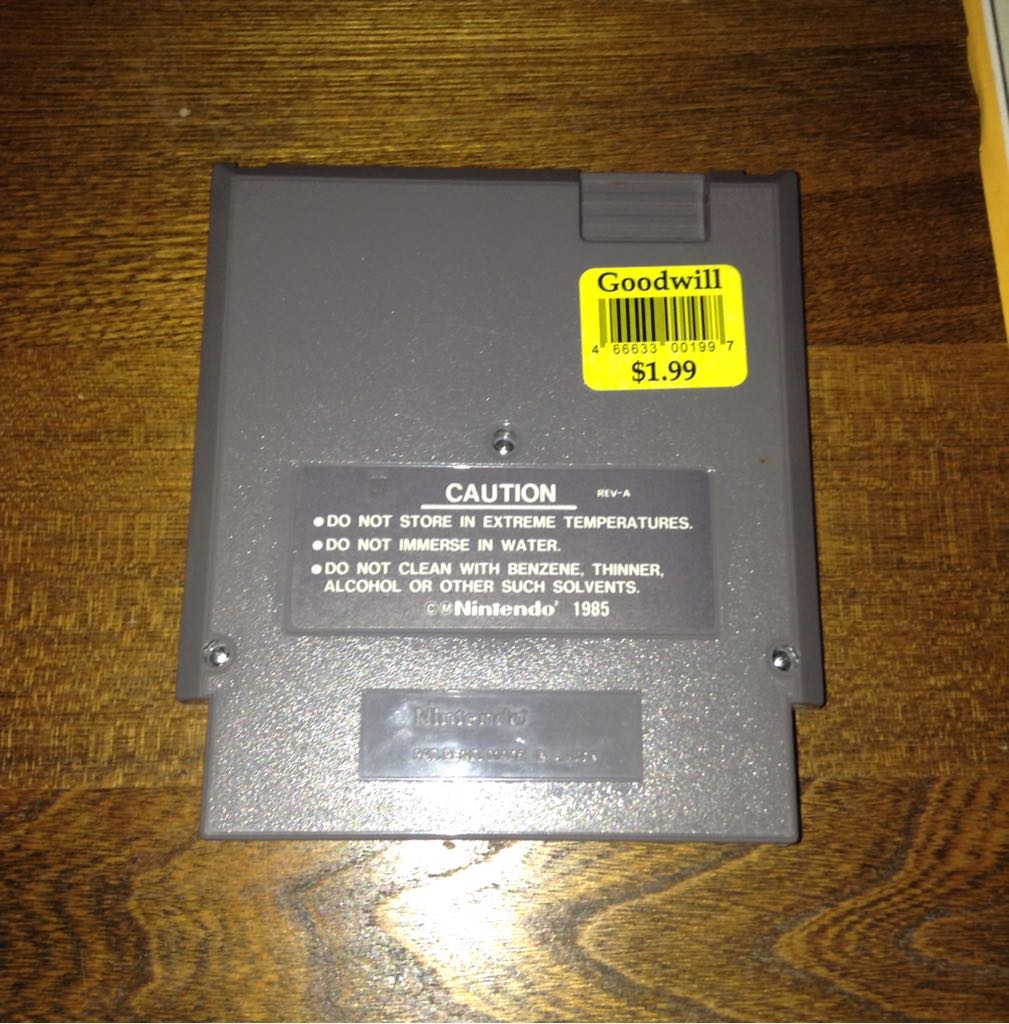 Goodwill
4 66633 00199 7
$1.99
CAUTION REV-A
●DO NOT STORE IN EXTREME TEMPERATURES.
●DO NOT IMMERSE IN WATER.
●DO NOT CLEAN WITH BENZENE, THINNER,
ALCOHOL OR OTHER SUCH SOLVENTS.
©Ⓜ Nintendo® 1985
Nintendo®